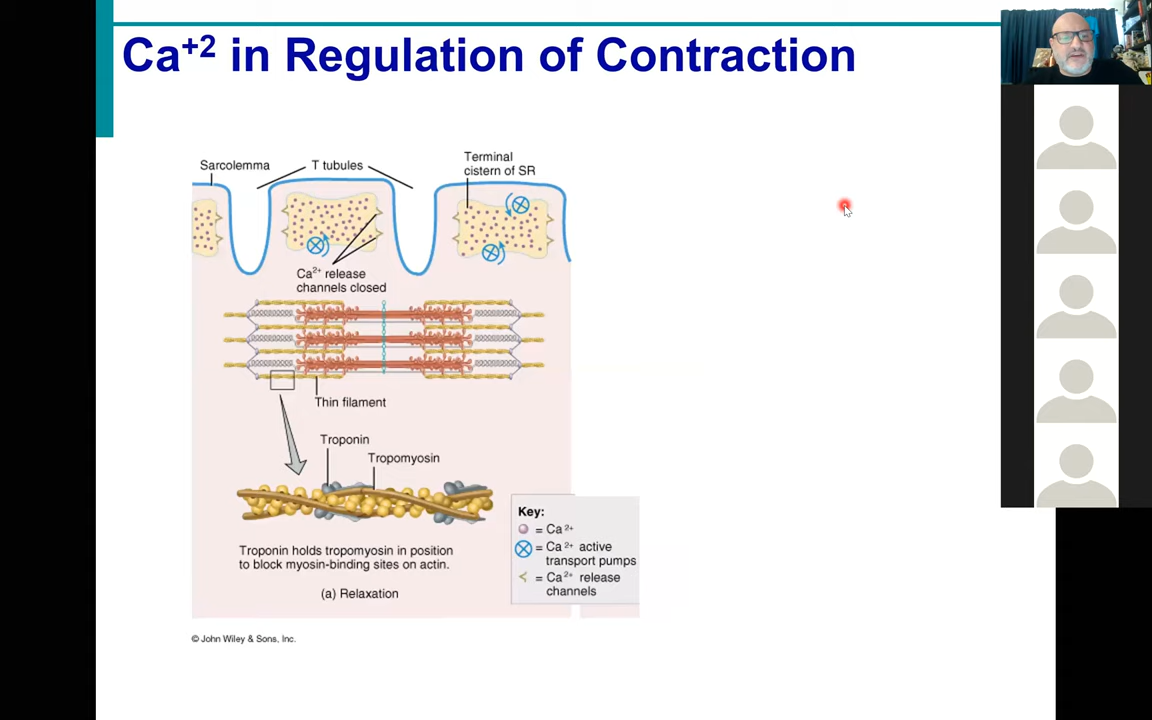 Ca+2 in Regulation of Contraction
Sarcolemma
T tubules
Terminal
cistern of SR
Ca2+ release
channels closed
Thin filament
Troponin
Tropomyosin
Troponin holds tropomyosin in position
to block myosin-binding sites on actin.
(a) Relaxation
Key:
= Ca2+
= Ca2+ active
transport pumps
= Ca2+ release
channels
© John Wiley & Sons, Inc.